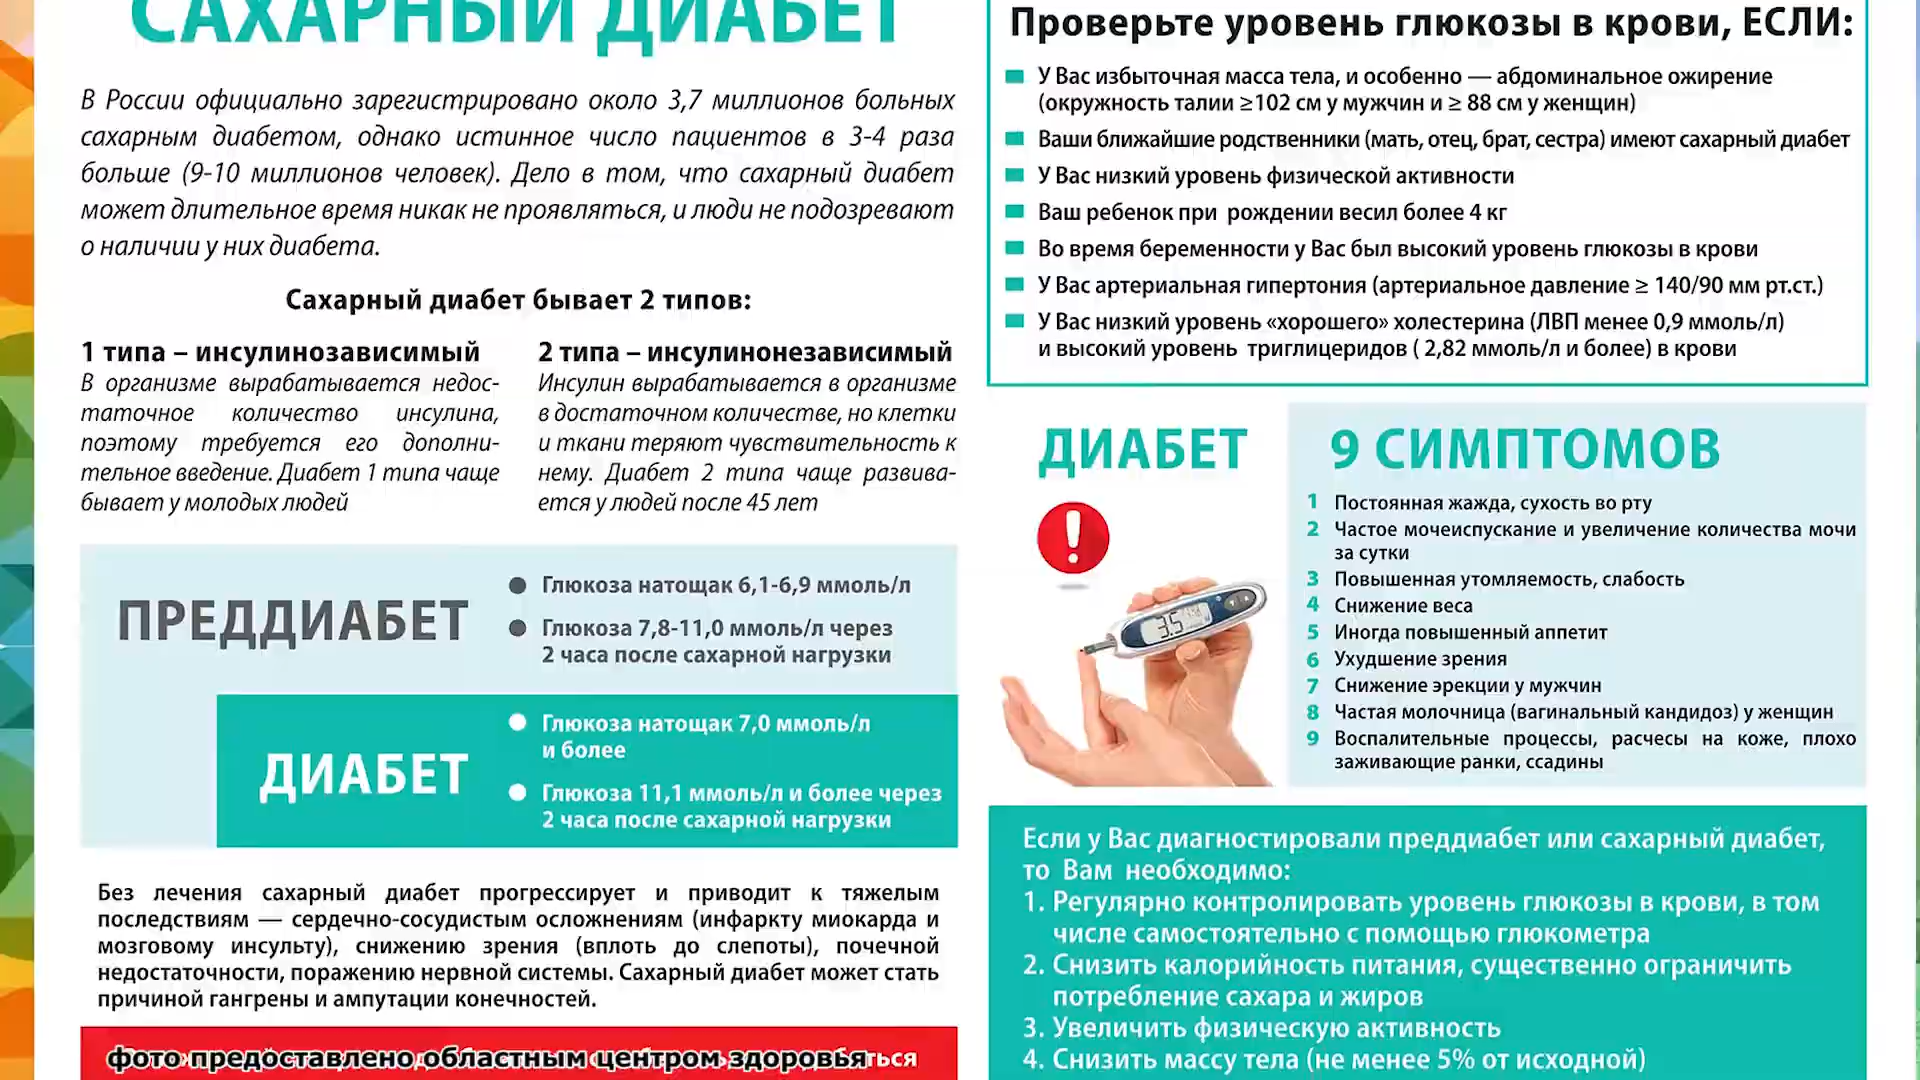 САХАРНЫЙ ДИАБЕТ
В России официально зарегистрировано около 3,7 миллионов больных
сахарным диабетом, однако истинное число пациентов в 3-4 раза
больше (9-10 миллионов человек). Дело в том, что сахарный диабет
может длительное время никак не проявляться, и люди не подозревают
о наличии у них диабета.
Сахарный диабет бывает 2 типов:
1 типа – инсулинозависимый
В организме вырабатывается недос-
таточное количество инсулина,
поэтому требуется его дополни-
тельное введение. Диабет 1 типа чаще
бывает у молодых людей
2 типа – инсулинонезависимый
Инсулин вырабатывается в организме
в достаточном количестве, но клетки
и ткани теряют чувствительность к
нему. Диабет 2 типа чаще развива-
ется у людей после 45 лет
ПРЕДДИАБЕТ
Глюкоза натощак 6,1-6,9 ммоль/л
Глюкоза 7,8-11,0 ммоль/л через
2 часа после сахарной нагрузки
ДИАБЕТ
Глюкоза натощак 7,0 ммоль/л
и более
Глюкоза 11,1 ммоль/л и более через
2 часа после сахарной нагрузки
Без лечения сахарный диабет прогрессирует и приводит к тяжелым
последствиям — сердечно-сосудистым осложнениям (инфаркту миокарда и
мозговому инсульту), снижению зрения (вплоть до слепоты), почечной
недостаточности, поражению нервной системы. Сахарный диабет может стать
причиной гангрены и ампутации конечностей.
фото предоставлено областным центром здоровья
Проверьте уровень глюкозы в крови, ЕСЛИ:
У Вас избыточная масса тела, и особенно — абдоминальное ожирение
(окружность талии ≥102 см у мужчин и ≥ 88 см у женщин)
Ваши ближайшие родственники (мать, отец, брат, сестра) имеют сахарный диабет
У Вас низкий уровень физической активности
Ваш ребенок при рождении весил более 4 кг
Во время беременности у Вас был высокий уровень глюкозы в крови
У Вас артериальная гипертония (артериальное давление ≥ 140/90 мм рт.ст.)
У Вас низкий уровень «хорошего» холестерина (ЛВП менее 0,9 ммоль/л)
и высокий уровень триглицеридов ( 2,82 ммоль/л и более) в крови
ДИАБЕТ
3.5
9 СИМПТОМОВ
1 Постоянная жажда, сухость во рту
2 Частое мочеиспускание и увеличение количества мочи
за сутки
3 Повышенная утомляемость, слабость
4 Снижение веса
5 Иногда повышенный аппетит
6 Ухудшение зрения
7 Снижение эрекции у мужчин
8 Частая молочница (вагинальный кандидоз) у женщин
9 Воспалительные процессы, расчесы на коже, плохо
заживающие ранки, ссадины
Если у Вас диагностировали преддиабет или сахарный диабет,
то Вам необходимо:
1. Регулярно контролировать уровень глюкозы в крови, в том
числе самостоятельно с помощью глюкометра
2. Снизить калорийность питания, существенно ограничить
потребление сахара и жиров
3. Увеличить физическую активность
4. Снизить массу тела (не менее 5% от исходной)